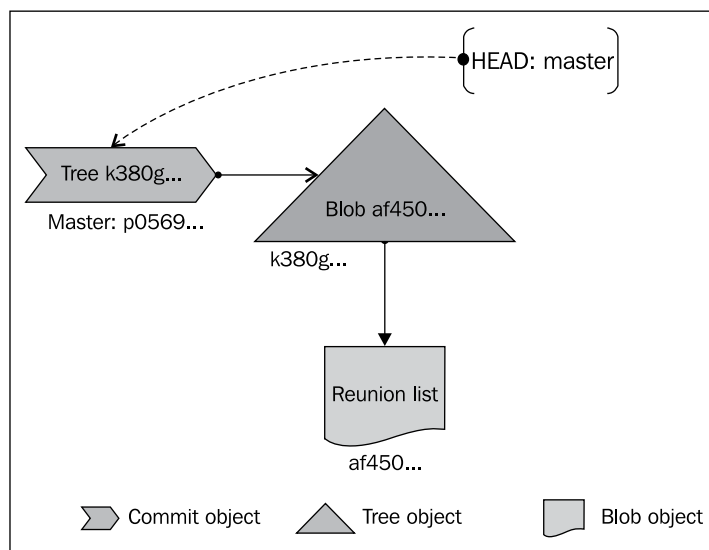 HEAD: master
Tree k380g...
Master: p0569...
Blob af450...
k380g...
Reunion list
af450...
Commit object
Tree object
Blob object